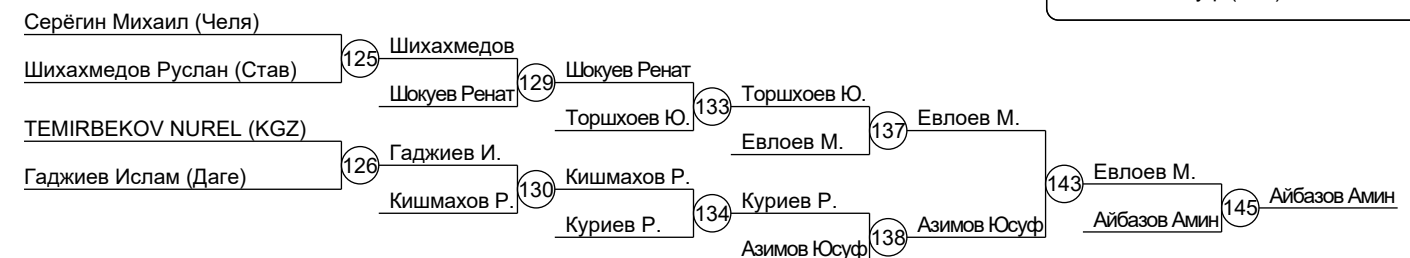 Серёгин Михаил (Челя)
Шихахмедов Руслан (Став)
125
Шихахмедов
Шокуев Ренат
129
Шокуев Ренат
Торшхоев Ю.
133
Торшхоев Ю.
Евлоев М.
137
Евлоев М.
TEMIRBEKOV NUREL (KGZ)
Гаджиев Ислам (Даге)
126
Гаджиев И.
Кишмахов Р.
130
Кишмахов Р.
Куриев Р.
134
Куриев Р.
Азимов Юсуф
138
Азимов Юсуф
143
Евлоев М.
Айбазов Амин
145
Айбазов Амин